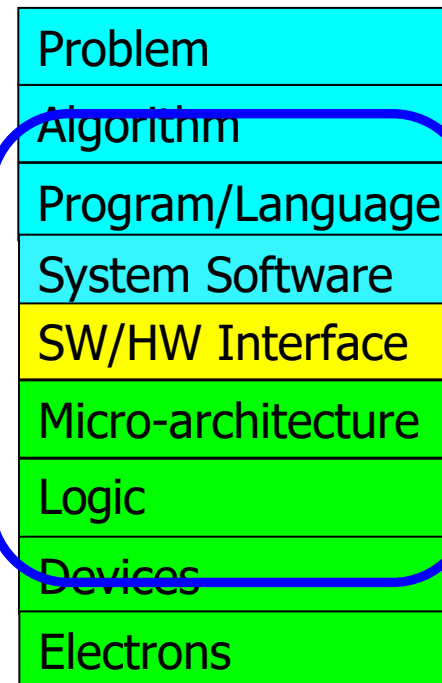 Problem
Algorithm
Program/Language
System Software
SW/HW Interface
Micro-architecture
Logic
Devices
Electrons